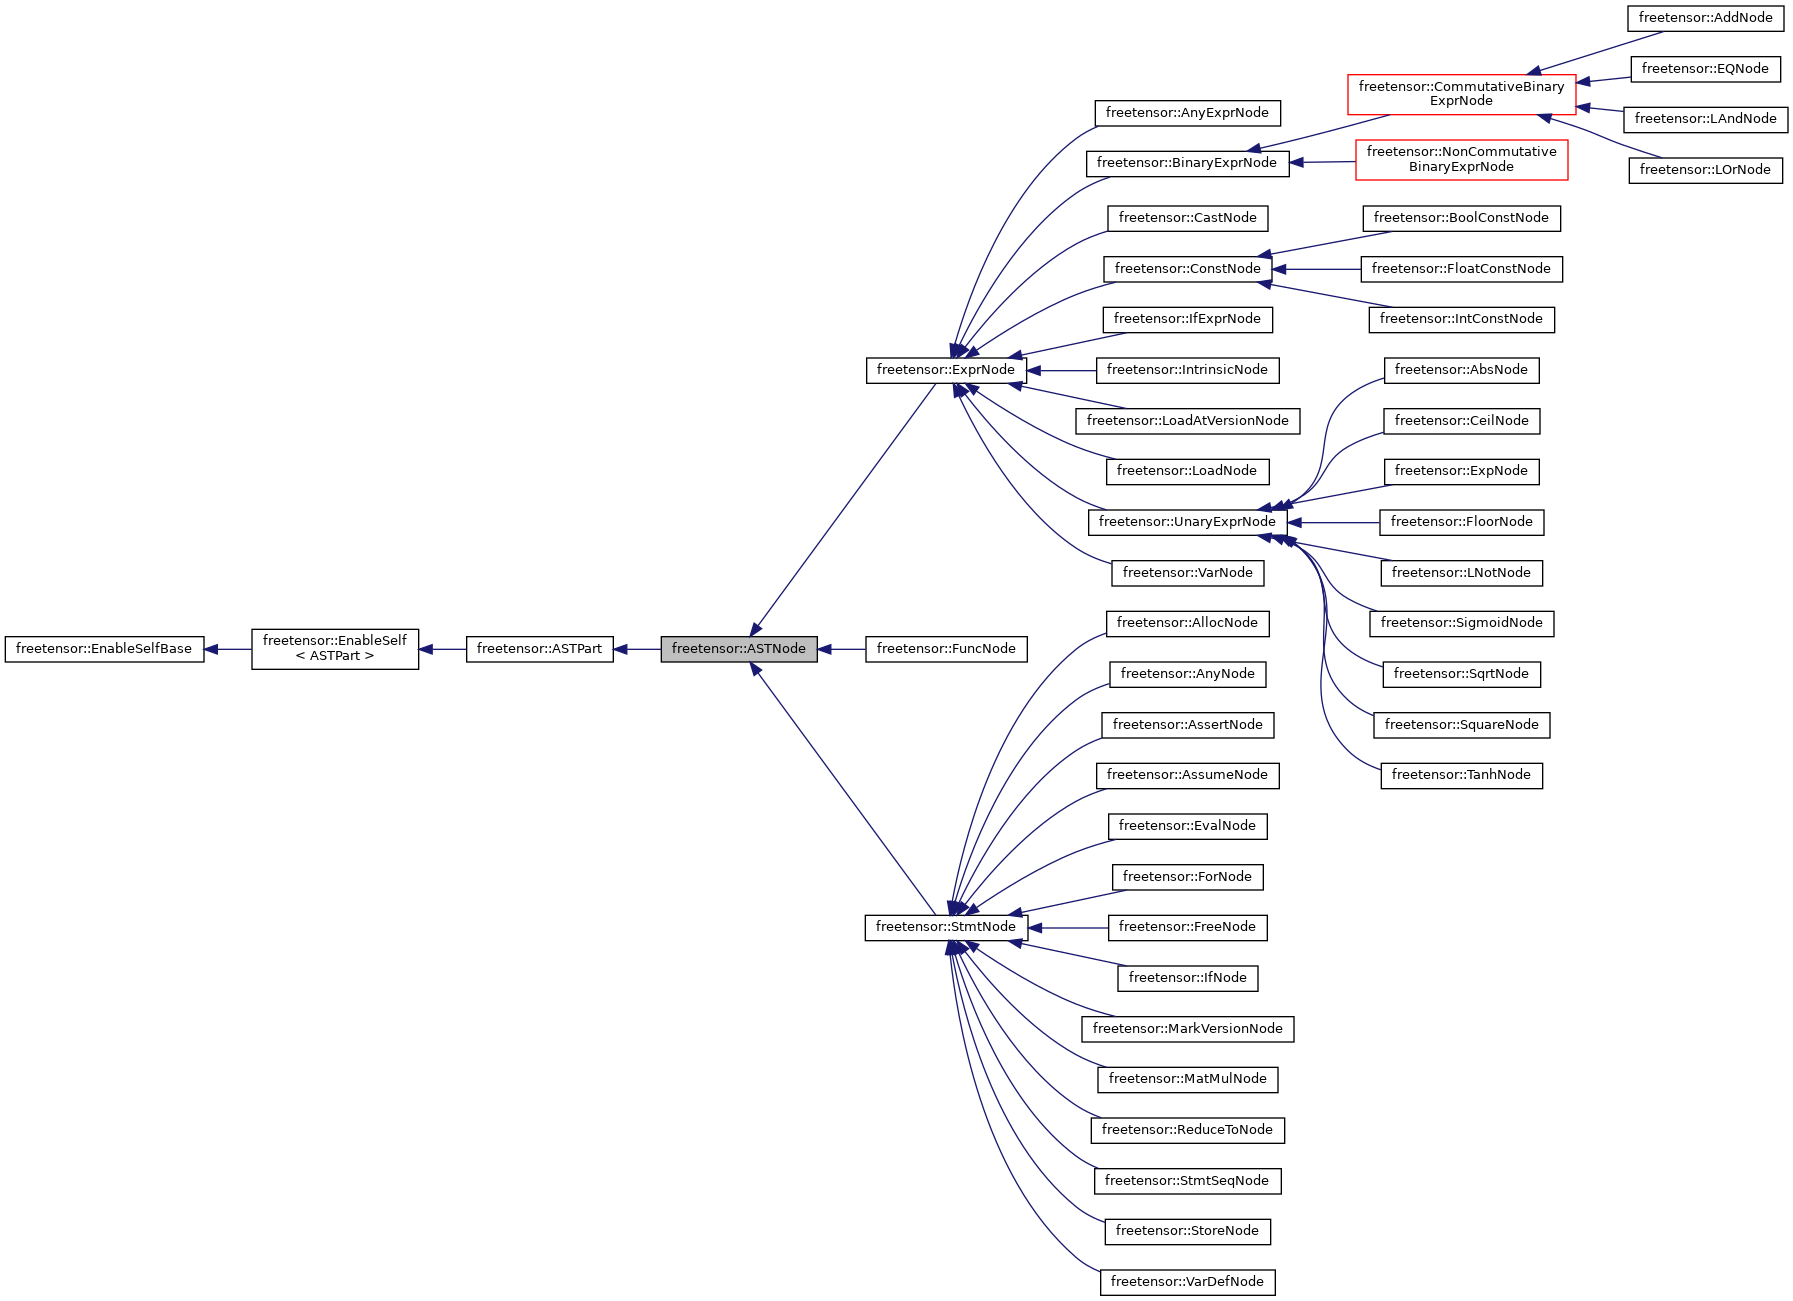 freetensor::AddNode
freetensor::EQNode
freetensor::CommutativeBinary
ExprNode
freetensor::LAndNode
freetensor::LOrNode
freetensor::AnyExprNode
freetensor::BinaryExprNode
freetensor::NonCommutative
BinaryExprNode
freetensor::CastNode
freetensor::BoolConstNode
freetensor::ConstNode
freetensor::FloatConstNode
freetensor::IfExprNode
freetensor::IntConstNode
freetensor::ExprNode
freetensor::IntrinsicNode
freetensor::AbsNode
freetensor::LoadAtVersionNode
freetensor::CeilNode
freetensor::LoadNode
freetensor::ExpNode
freetensor::UnaryExprNode
freetensor::FloorNode
freetensor::VarNode
freetensor::LNotNode
freetensor::AllocNode
freetensor::SigmoidNode
freetensor::EnableSelfBase
freetensor::EnableSelf
< ASTPart >
freetensor::ASTPart
freetensor::ASTNode
freetensor::FuncNode
freetensor::AnyNode
freetensor::SqrtNode
freetensor::AssertNode
freetensor::SquareNode
freetensor::AssumeNode
freetensor::TanhNode
freetensor::EvalNode
freetensor::ForNode
freetensor::StmtNode
freetensor::FreeNode
freetensor::IfNode
freetensor::MarkVersionNode
freetensor::MatMulNode
freetensor::ReduceToNode
freetensor::StmtSeqNode
freetensor::StoreNode
freetensor::VarDefNode